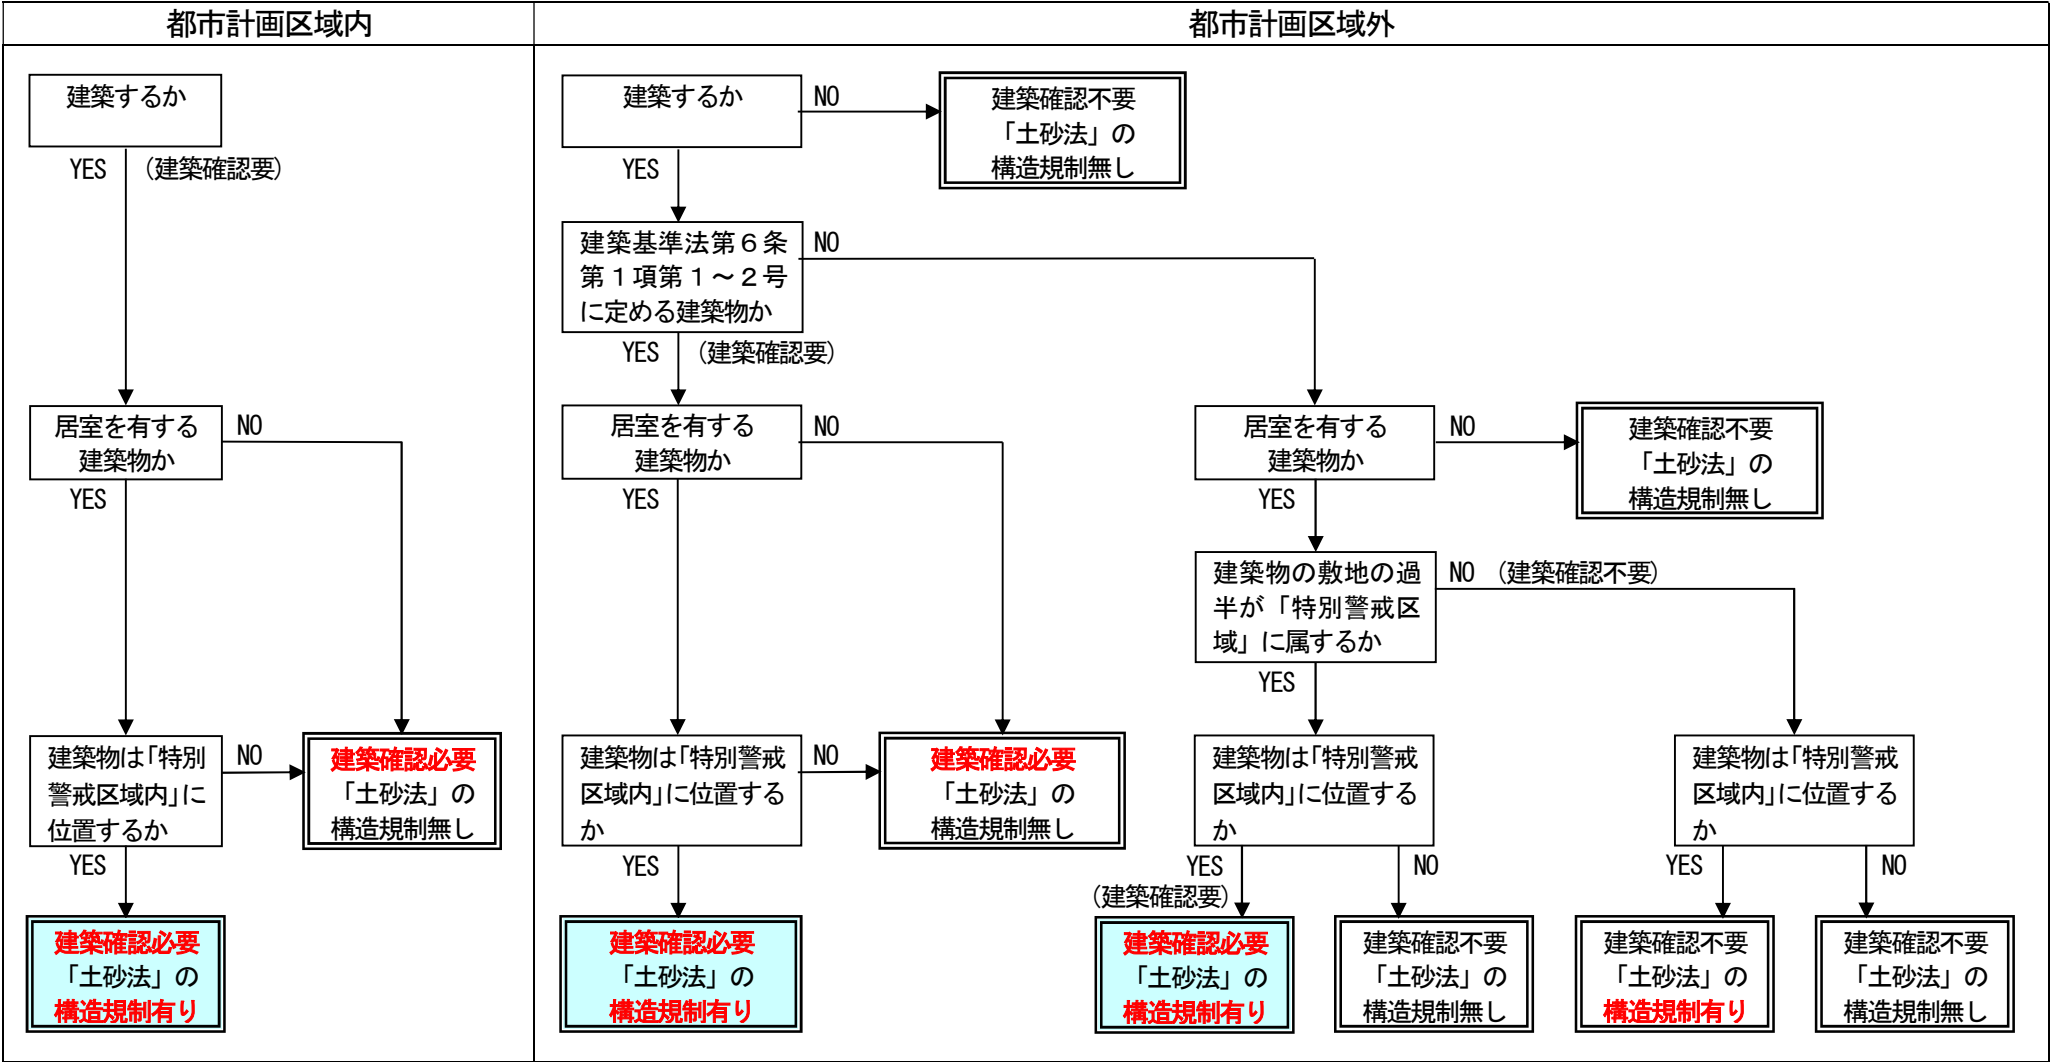 都市計画区域内
建築するか
YES （建築確認要）
居室を有する
建築物か
NO
YES
建築物は「特別
警戒区域内」に
位置するか
NO
YES
建築確認必要
「土砂法」の
構造規制無し
建築確認必要
「土砂法」の
構造規制有り
都市計画区域外
建築するか
NO
建築確認不要
「土砂法」の
構造規制無し
YES
建築基準法第６条
第１項第１～２号
に定める建築物か
NO
YES （建築確認要）
居室を有する
建築物か
NO
YES
建築物は「特別警戒
区域内」に位置する
か
NO
YES
建築確認必要
「土砂法」の
構造規制無し
建築確認必要
「土砂法」の
構造規制有り
居室を有する
建築物か
NO
建築確認不要
「土砂法」の
構造規制無し
YES
建築物の敷地の過
半が「特別警戒区
域」に属するか
NO （建築確認不要）
YES
建築物は「特別警戒
区域内」に位置する
か
YES
（建築確認要）
NO
建築確認必要
「土砂法」の
構造規制有り
建築確認不要
「土砂法」の
構造規制無し
建築物は「特別警戒
区域内」に位置する
か
YES
NO
建築確認不要
「土砂法」の
構造規制有り
建築確認不要
「土砂法」の
構造規制無し